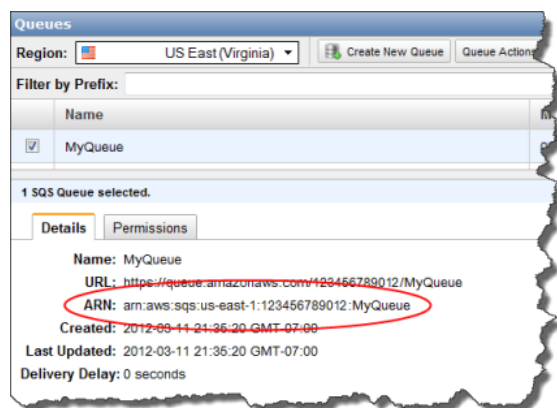 Queues
Region: US East (Virginia) Create New Queue Queue Actions
Filter by Prefix:
Name
MyQueue
1 SQS Queue selected.
Details Permissions
Name: MyQueue
URL: https://queue.amazonaws.com/123456789012/MyQueue
ARN: arn:aws:sqs:us-east-1:123456789012:MyQueue
Created: 2012-03-11 21:35:20 GMT-07:00
Last Updated: 2012-03-11 21:35:20 GMT-07:00
Delivery Delay: 0 seconds